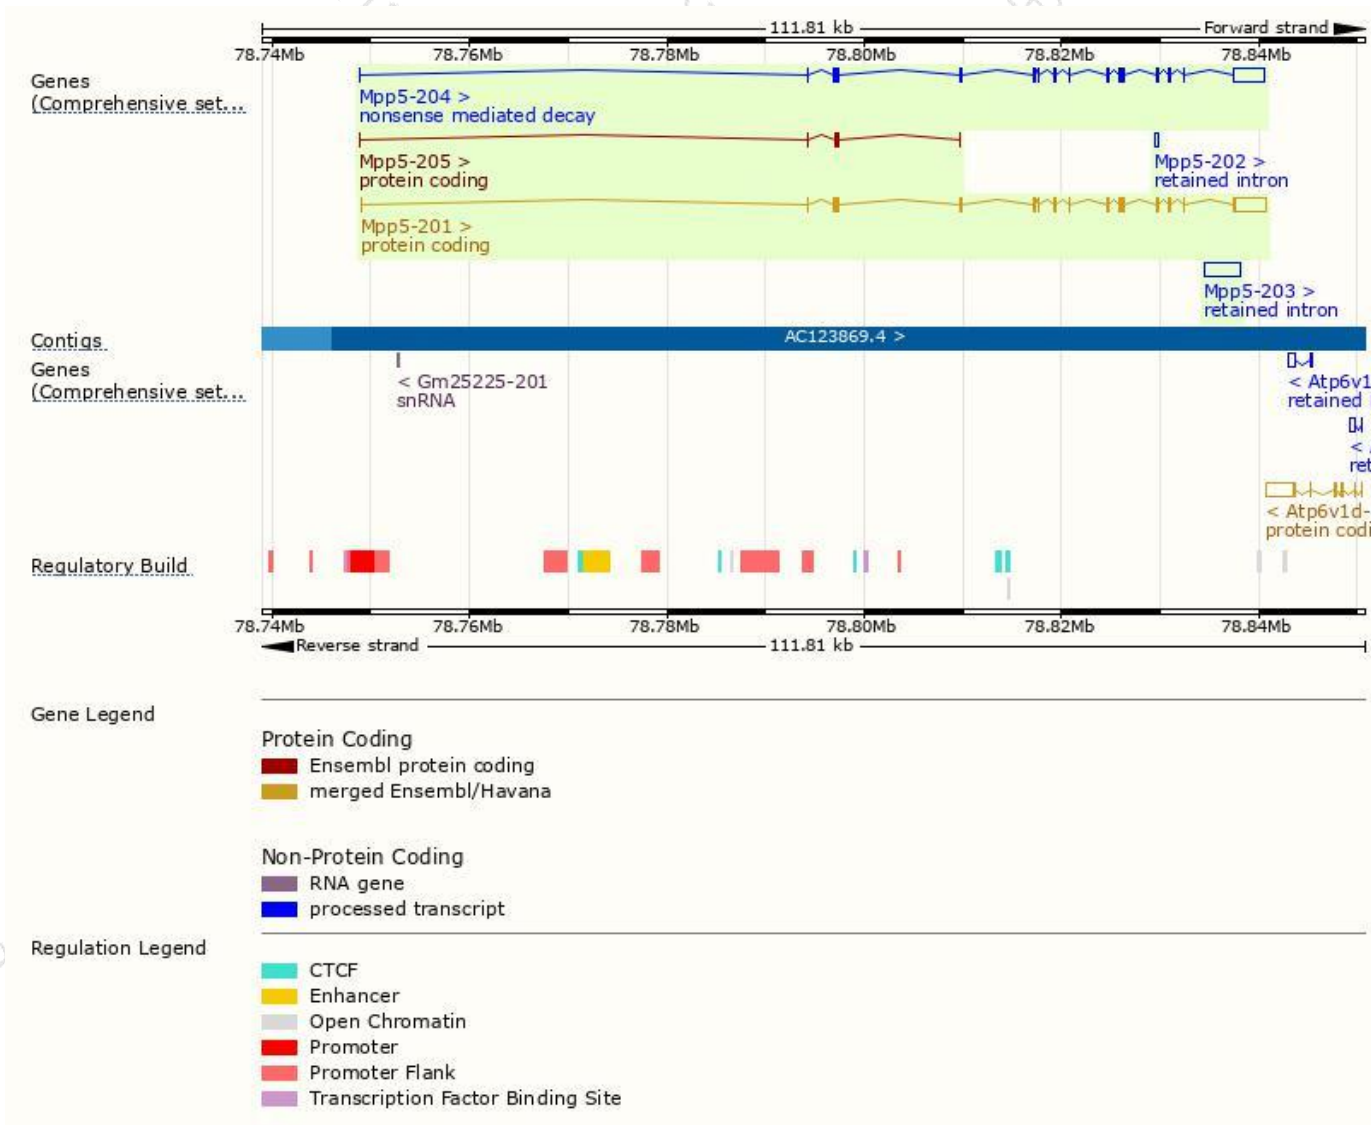 111.81 kb Forward strand
78.74Mb 78.76Mb 78.78Mb 78.80Mb 78.82Mb 78.84Mb
Genes
(Comprehensive set...
Mpp5-204 >
nonsense mediated decay
Mpp5-205 >
protein coding
Mpp5-202 >
retained intron
Mpp5-201 >
protein coding
Mpp5-203 >
retained intron
Contigs
AC123869.4 >
Genes
(Comprehensive set...
< Gm25225-201
snRNA
< Atp6v1
retained
<
ret
< Atp6v1d-
protein codi
Regulatory Build
78.74Mb 78.76Mb 78.78Mb 78.80Mb 78.82Mb 78.84Mb
Reverse strand 111.81 kb
Gene Legend
Protein Coding
Ensembl protein coding
merged Ensembl/Havana
Non-Protein Coding
RNA gene
processed transcript
Regulation Legend
CTCF
Enhancer
Open Chromatin
Promoter
Promoter Flank
Transcription Factor Binding Site